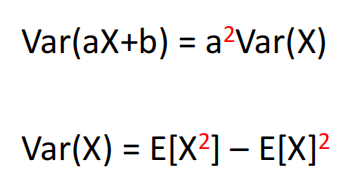 Var(aX+b) = a²Var(X)
Var(X) = E[X²] – E[X]²